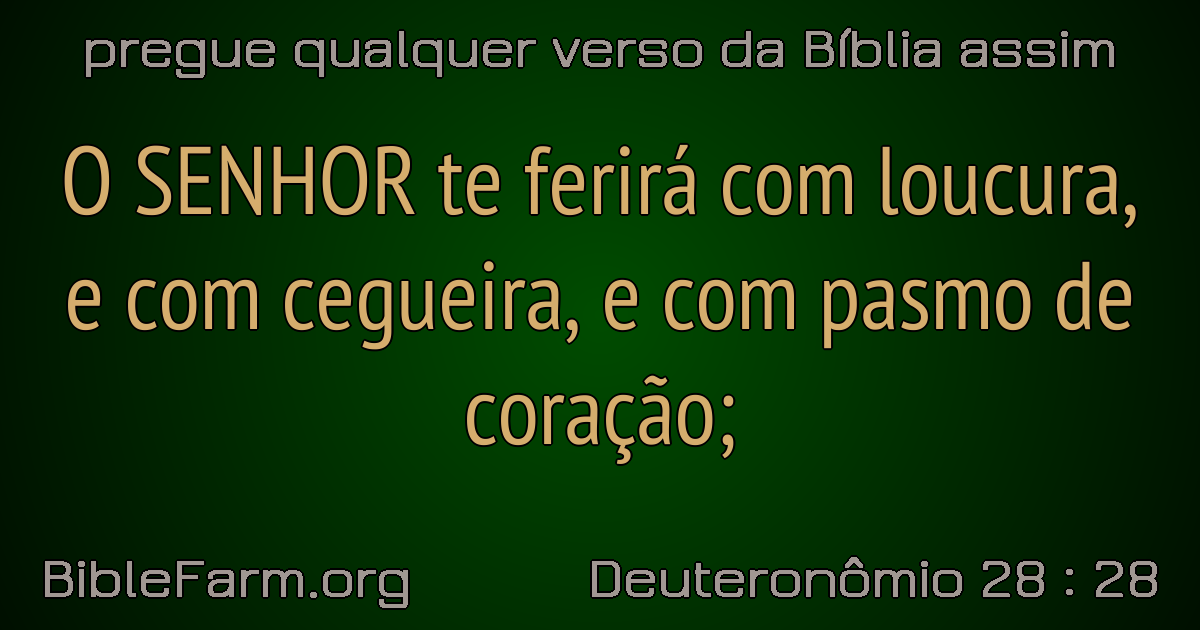 pregue qualquer verso da Bíblia assim
O SENHOR te ferirá com loucura,
e com cegueira, e com pasmo de
coração;
BibleFarm.org
Deuteronômio 28 : 28